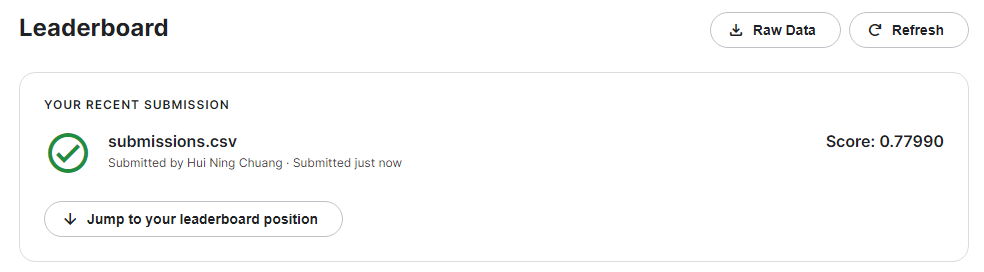 Leaderboard
Raw Data
Refresh
YOUR RECENT SUBMISSION
submissions.csv
Submitted by Hui Ning Chuang · Submitted just now
Score: 0.77990
Jump to your leaderboard position